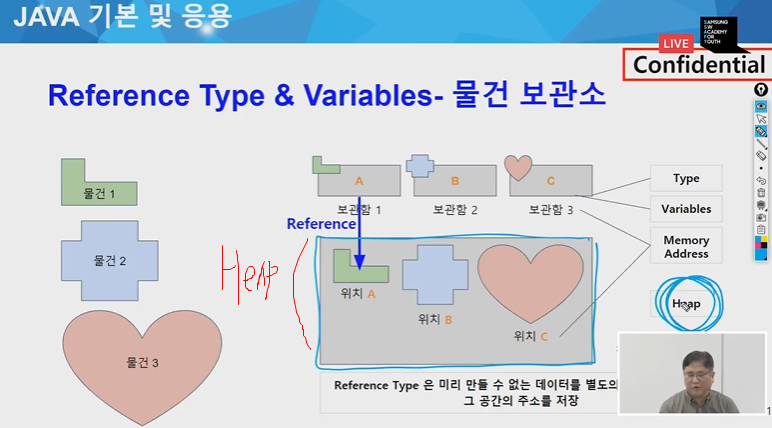 JAVA 기본 및 응용
LIVE
SAMSUNG
SW
ACADEMY
FOR
YOUTH
Confidential
Reference Type & Variables- 물건 보관소
물건 1
물건 2
물건 3
A
B
C
보관함 1
보관함 2
보관함 3
Reference
Heap
위치 A
위치 B
위치 C
Type
Variables
Memory
Address
Heap
Reference Type 은 미리 만들 수 없는 데이터를 별도의
그 공간의 주소를 저장
1